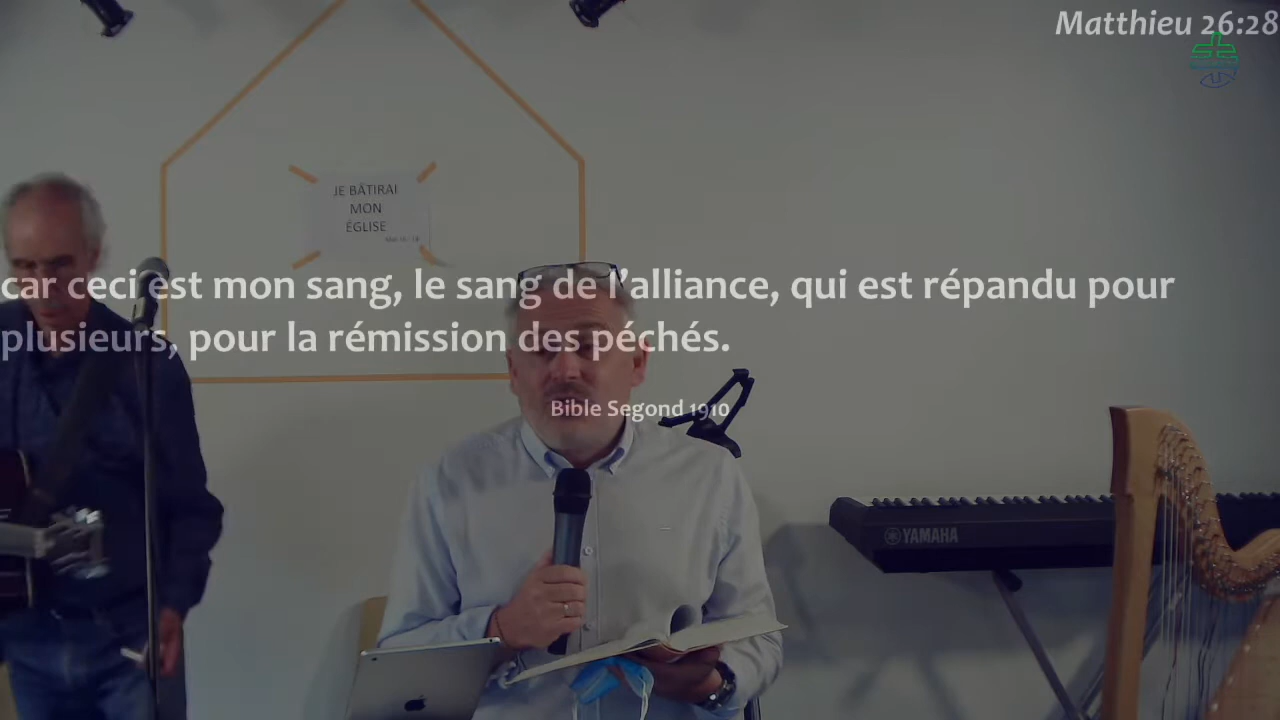 Matthieu 26:28
JE BÂTIRAI
MON
ÉGLISE
car ceci est mon sang, le sang de l'alliance, qui est répandu pour
plusieurs, pour la rémission des péchés.
Bible Segond 1910
YAMAHA